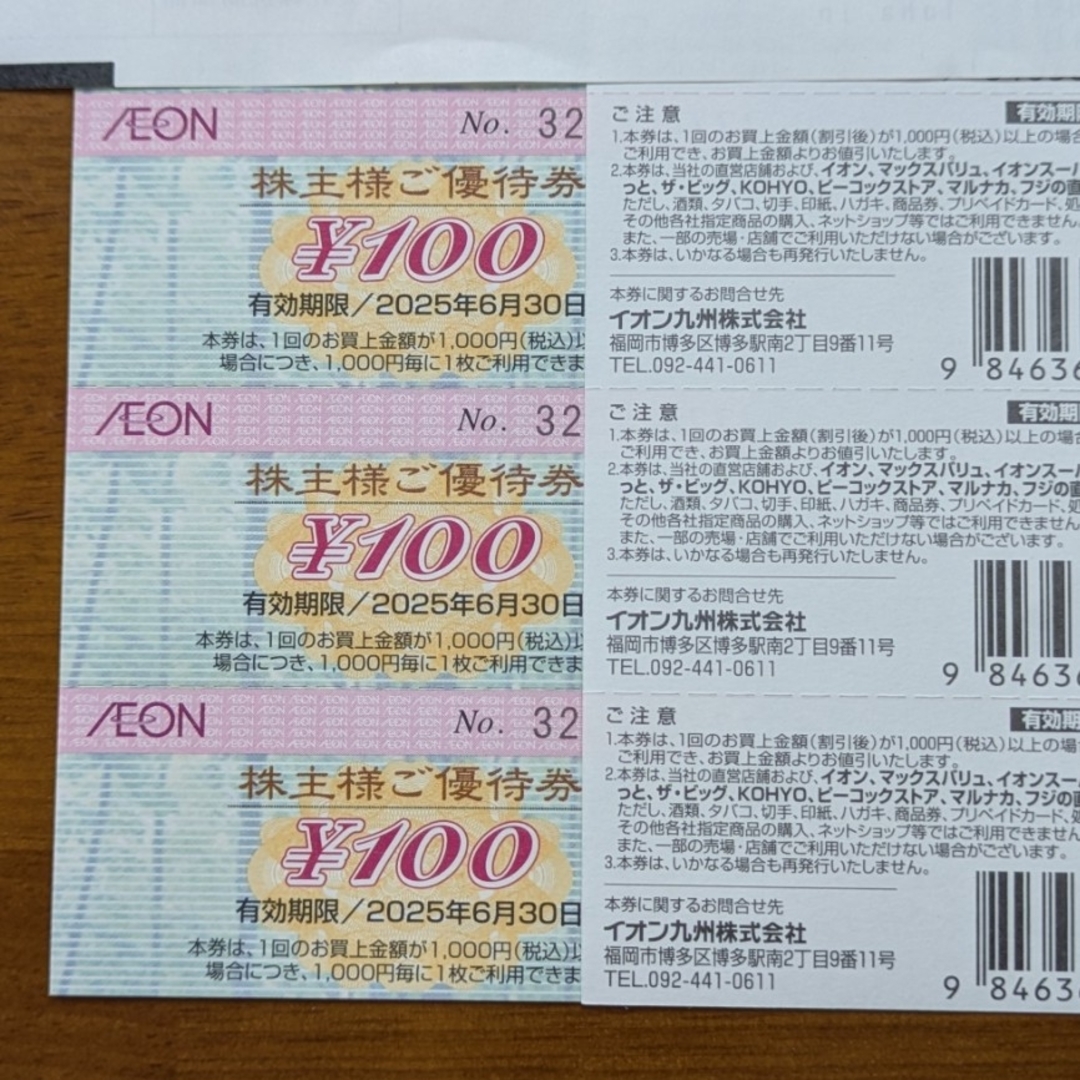 ÆON No. 32
株主様ご優待券
¥100
有効期限／2025年6月30日
本券は、1回のお買上金額が1,000円(税込)以
場合につき、1,000円毎に1枚ご利用できま
ÆON No. 32
株主様ご優待券
¥100
有効期限／2025年6月30日
本券は、1回のお買上金額が1,000円(税込)以
場合につき、1,000円毎に1枚ご利用できま
ÆON No. 32
株主様ご優待券
¥100
有効期限／2025年6月30日
本券は、1回のお買上金額が1,000円(税込)以
場合につき、1,000円毎に1枚ご利用できま
ご注意 有効期
1.本券は、1回のお買上金額(割引後)が1,000円(税込)以上の場合
ご利用でき、お買上金額よりお値引いたします。
2.本券は、当社の直営店舗および、イオン、マックスバリュ、イオンスー
っと、ザ・ビッグ、KOHYO、ピーコックストア、マルナカ、フジの直
ただし、酒類、タバコ、切手、印紙、ハガキ、商品券、プリペイドカード、処
その他各社指定商品の購入、ネットショップ等ではご利用できません
また、一部の売場・店舗でご利用いただけない場合がございます。
3.本券は、いかなる場合も再発行いたしません。
本券に関するお問合せ先
イオン九州株式会社
福岡市博多区博多駅南2丁目9番11号
TEL.092-441-0611
9 84636
ご注意 有効期
1.本券は、1回のお買上金額(割引後)が1,000円(税込)以上の場合
ご利用でき、お買上金額よりお値引いたします。
2.本券は、当社の直営店舗および、イオン、マックスバリュ、イオンスー
っと、ザ・ビッグ、KOHYO、ピーコックストア、マルナカ、フジの直
ただし、酒類、タバコ、切手、印紙、ハガキ、商品券、プリペイドカード、処
その他各社指定商品の購入、ネットショップ等ではご利用できません
また、一部の売場・店舗でご利用いただけない場合がございます。
3.本券は、いかなる場合も再発行いたしません。
本券に関するお問合せ先
イオン九州株式会社
福岡市博多区博多駅南2丁目9番11号
TEL.092-441-0611
9 84636
ご注意 有効期
1.本券は、1回のお買上金額(割引後)が1,000円(税込)以上の場
ご利用でき、お買上金額よりお値引いたします。
2.本券は、当社の直営店舗および、イオン、マックスバリュ、イオンスー
っと、ザ・ビッグ、KOHYO、ピーコックストア、マルナカ、フジの直
ただし、酒類、タバコ、切手、印紙、ハガキ、商品券、プリペイドカード、
その他各社指定商品の購入、ネットショップ等ではご利用できません
また、一部の売場・店舗でご利用いただけない場合がございます。
3.本券は、いかなる場合も再発行いたしません。
本券に関するお問合せ先
イオン九州株式会社
福岡市博多区博多駅南2丁目9番11号
TEL.092-441-0611
9 84636